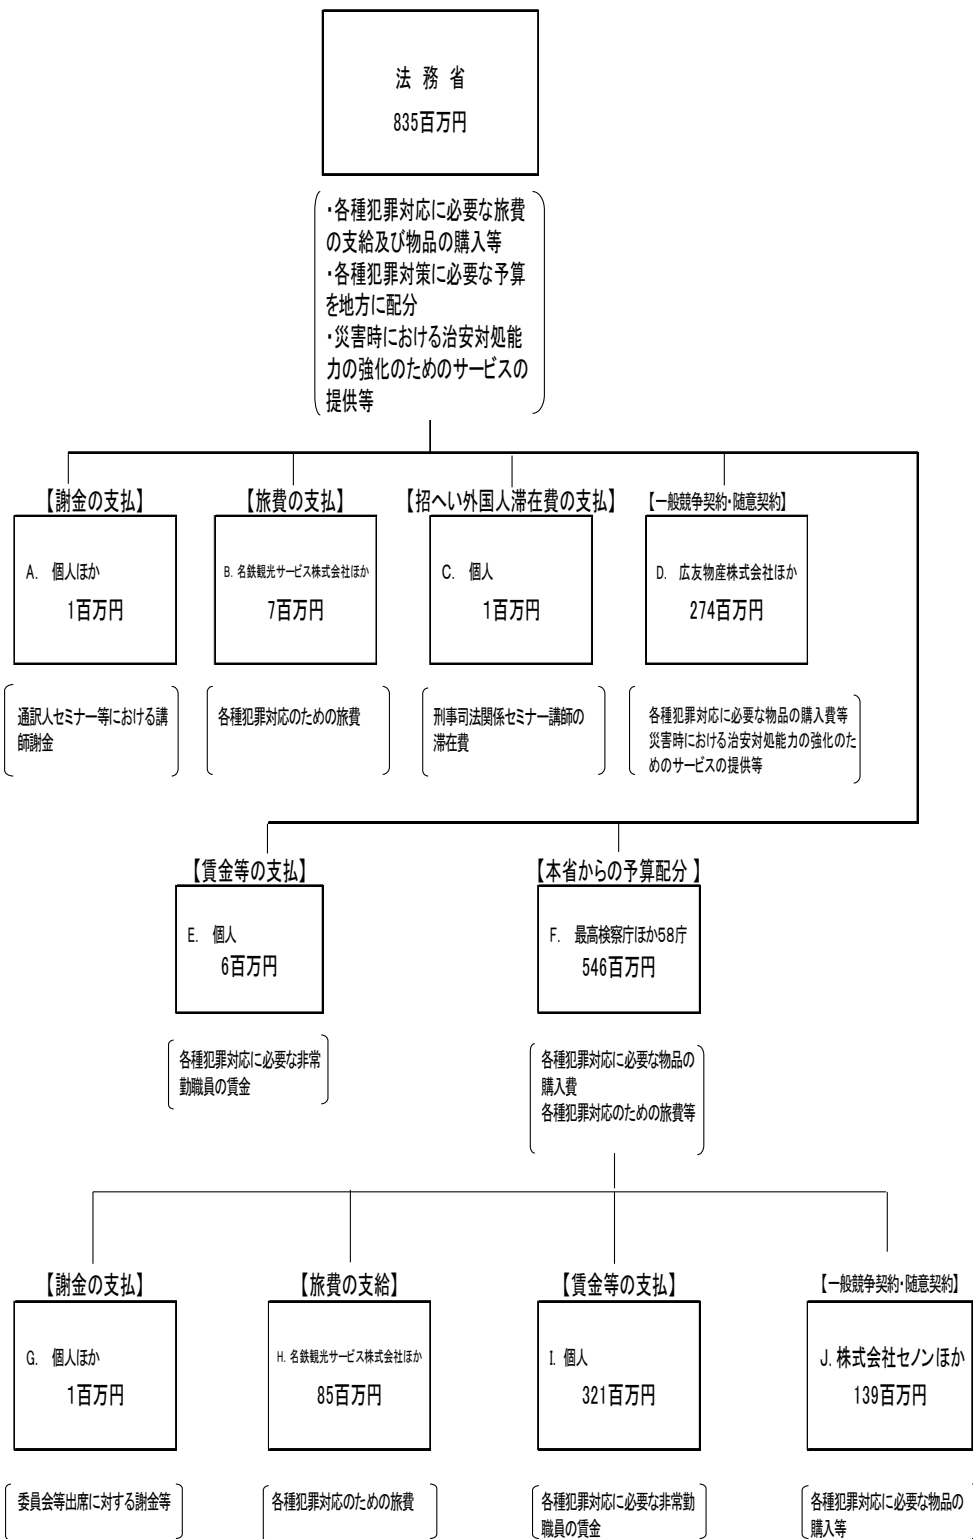 法 務 省
835百万円
・各種犯罪対応に必要な旅費
の支給及び物品の購入等
・各種犯罪対策に必要な予算
を地方に配分
・災害時における治安対処能
力の強化のためのサービスの
提供等
【謝金の支払】
A. 個人ほか
1百万円
通訳人セミナー等における講
師謝金
【旅費の支払】
B. 名鉄観光サービス株式会社ほか
7百万円
各種犯罪対応のための旅費
【招へい外国人滞在費の支払】
C. 個人
1百万円
刑事司法関係セミナー講師の
滞在費
【一般競争契約・随意契約】
D. 広友物産株式会社ほか
274百万円
各種犯罪対応に必要な物品の購入費等
災害時における治安対処能力の強化のた
めのサービスの提供等
【賃金等の支払】
E. 個人
6百万円
各種犯罪対応に必要な非常
勤職員の賃金
【本省からの予算配分 】
F. 最高検察庁ほか58庁
546百万円
各種犯罪対応に必要な物品の
購入費
各種犯罪対応のための旅費等
【謝金の支払】
G. 個人ほか
1百万円
委員会等出席に対する謝金等
【旅費の支給】
H. 名鉄観光サービス株式会社ほか
85百万円
各種犯罪対応のための旅費
【賃金等の支払】
I. 個人
321百万円
各種犯罪対応に必要な非常勤
職員の賃金
【一般競争契約・随意契約】
J. 株式会社セノンほか
139百万円
各種犯罪対応に必要な物品の
購入等